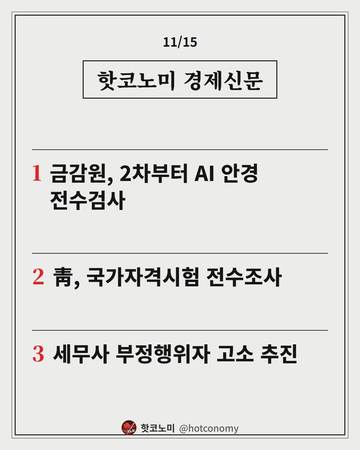 11/15
핫코노미 경제신문
1 금감원, 2차부터 AI 안경
전수검사
2 靑, 국가자격시험 전수조사
3 세무사 부정행위자 고소 추진
핫코노미 @hotconomy